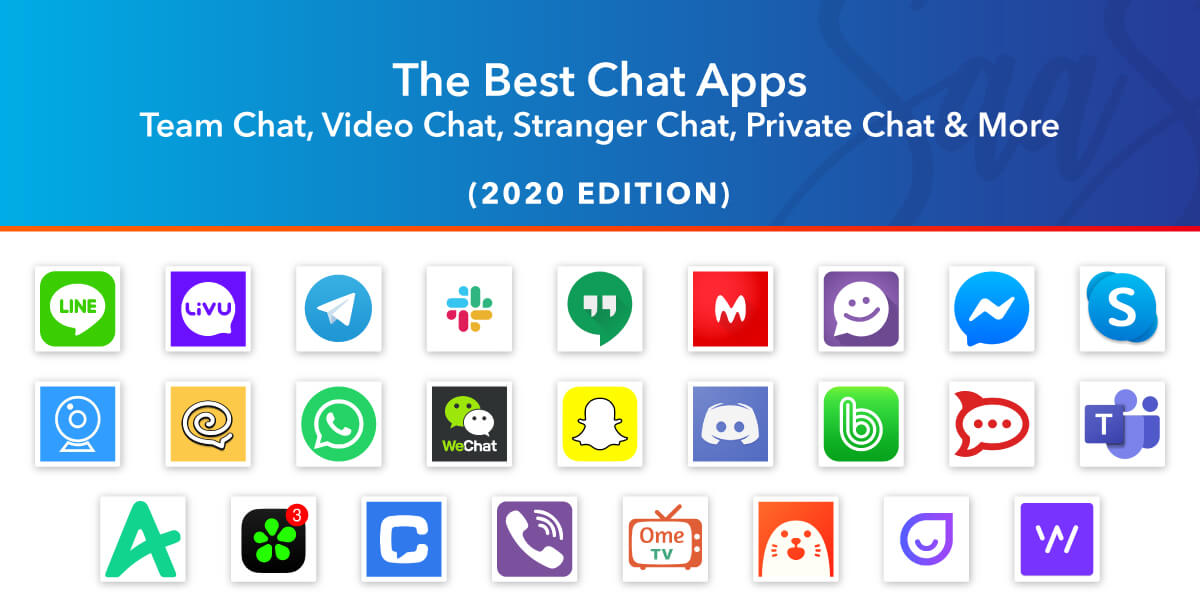 The Best Chat Apps
Team Chat, Video Chat, Stranger Chat, Private Chat & More
(2020 EDITION)
SaaS
LINE
LivU
S
WeChat
T
3
Ome
TV